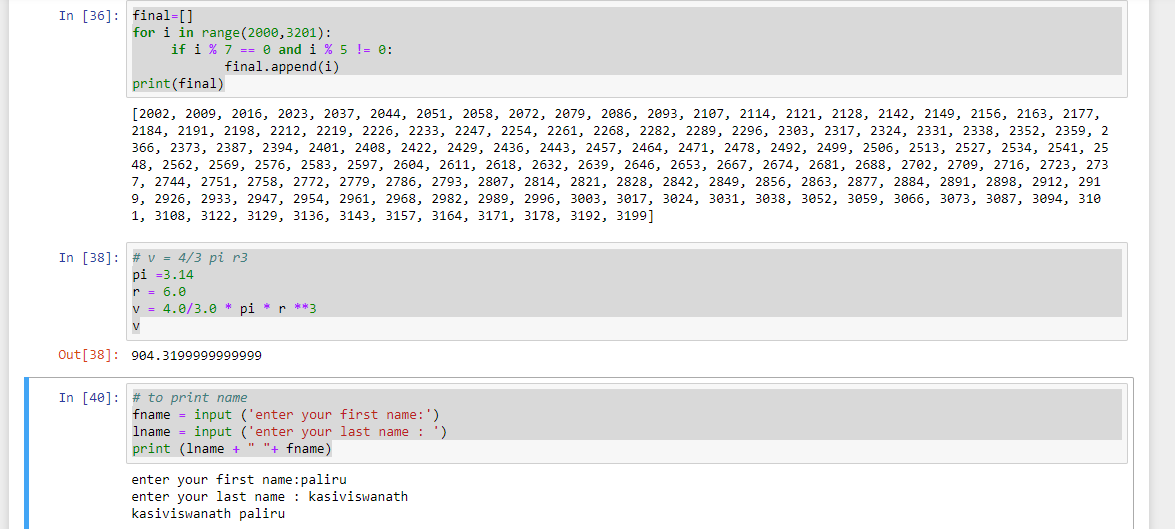 In [36]: final=[]
for i in range(2000,3201):
     if i % 7 == 0 and i % 5 != 0:
            final.append(i)
print(final)
[2002, 2009, 2016, 2023, 2037, 2044, 2051, 2058, 2072, 2079, 2086, 2093, 2107, 2114, 2121, 2128, 2142, 2149, 2156, 2163, 2177,
2184, 2191, 2198, 2212, 2219, 2226, 2233, 2247, 2254, 2261, 2268, 2282, 2289, 2296, 2303, 2317, 2324, 2331, 2338, 2352, 2359, 2
366, 2373, 2387, 2394, 2401, 2408, 2422, 2429, 2436, 2443, 2457, 2464, 2471, 2478, 2492, 2499, 2506, 2513, 2527, 2534, 2541, 25
48, 2562, 2569, 2576, 2583, 2597, 2604, 2611, 2618, 2632, 2639, 2646, 2653, 2667, 2674, 2681, 2688, 2702, 2709, 2716, 2723, 273
7, 2744, 2751, 2758, 2772, 2779, 2786, 2793, 2807, 2814, 2821, 2828, 2842, 2849, 2856, 2863, 2877, 2884, 2891, 2898, 2912, 291
9, 2926, 2933, 2947, 2954, 2961, 2968, 2982, 2989, 2996, 3003, 3017, 3024, 3031, 3038, 3052, 3059, 3066, 3073, 3087, 3094, 310
1, 3108, 3122, 3129, 3136, 3143, 3157, 3164, 3171, 3178, 3192, 3199]
In [38]: # v = 4/3 pi r3
pi =3.14
r = 6.0
v = 4.0/3.0 * pi * r **3
v
Out[38]: 904.3199999999999
In [40]: # to print name
fname = input ('enter your first name:')
lname = input ('enter your last name : ')
print (lname + " "+ fname)
enter your first name:paliru
enter your last name : kasiviswanath
kasiviswanath paliru